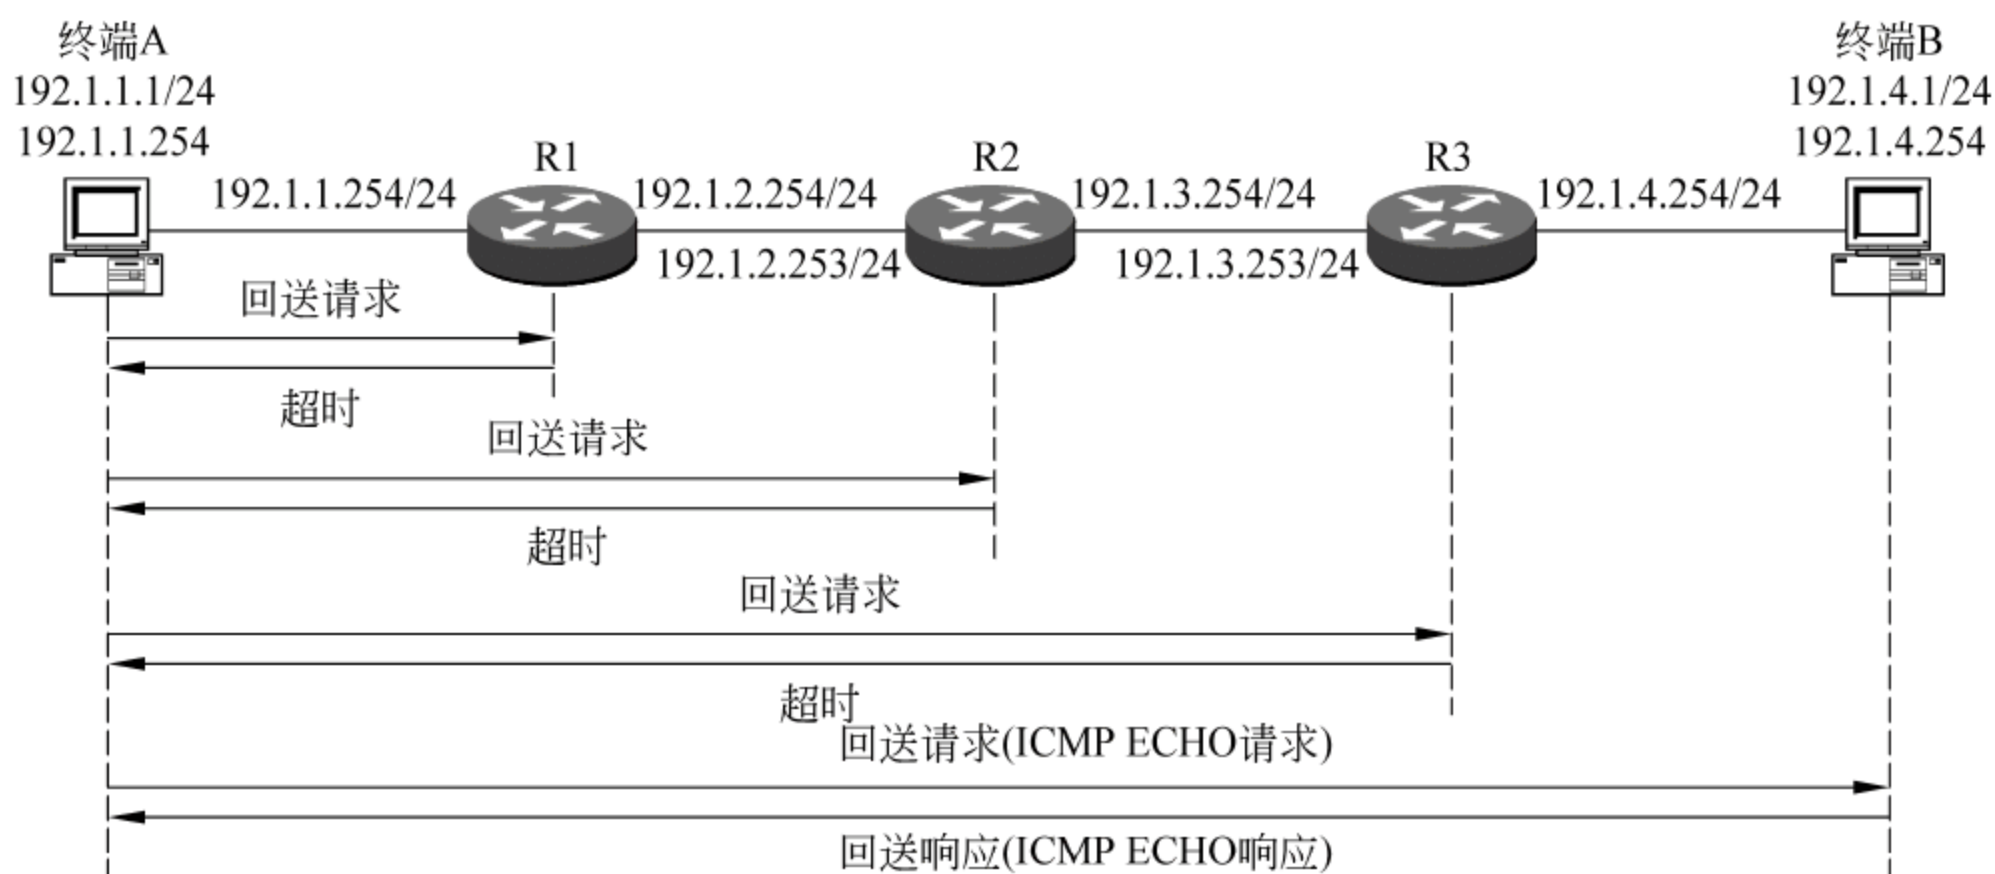 终端A
192.1.1.1/24
192.1.1.254
终端B
192.1.4.1/24
192.1.4.254
R1
R2
R3
192.1.1.254/24
192.1.2.254/24
192.1.3.254/24
192.1.4.254/24
192.1.2.253/24
192.1.3.253/24
回送请求
超时
回送请求
超时
回送请求
超时
回送请求(ICMP ECHO请求)
回送响应(ICMP ECHO响应)